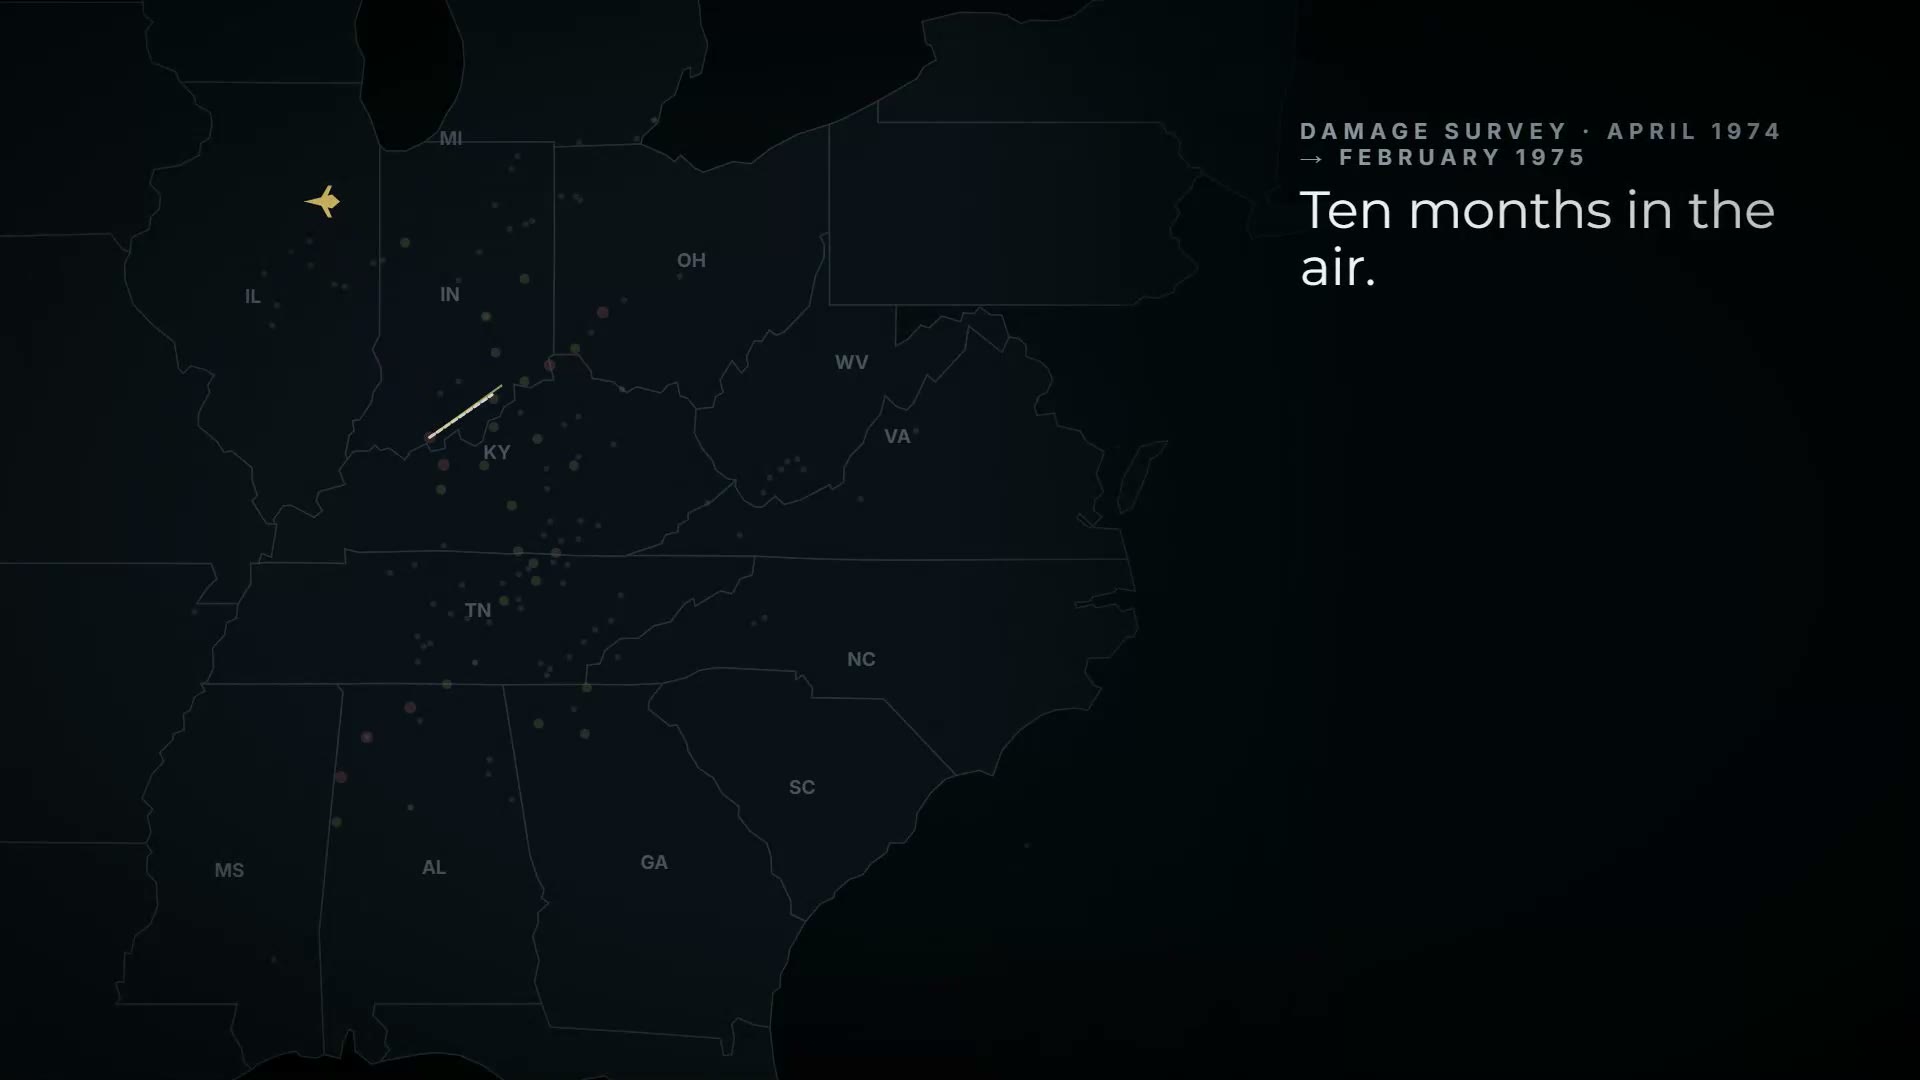 DAMAGE SURVEY · APRIL 1974
→ FEBRUARY 1975
Ten months in the
air.
MI
OH
IL
IN
WV
VA
KY
TN
NC
SC
MS
AL
GA